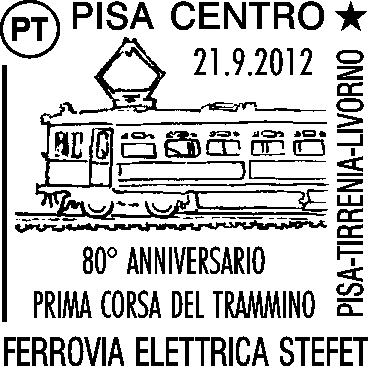 PT PISA CENTRO ★
21.9.2012
PISA-TIRRENIA-LIVORNO
80° ANNIVERSARIO
PRIMA CORSA DEL TRAMMINO
FERROVIA ELETTRICA STEFET